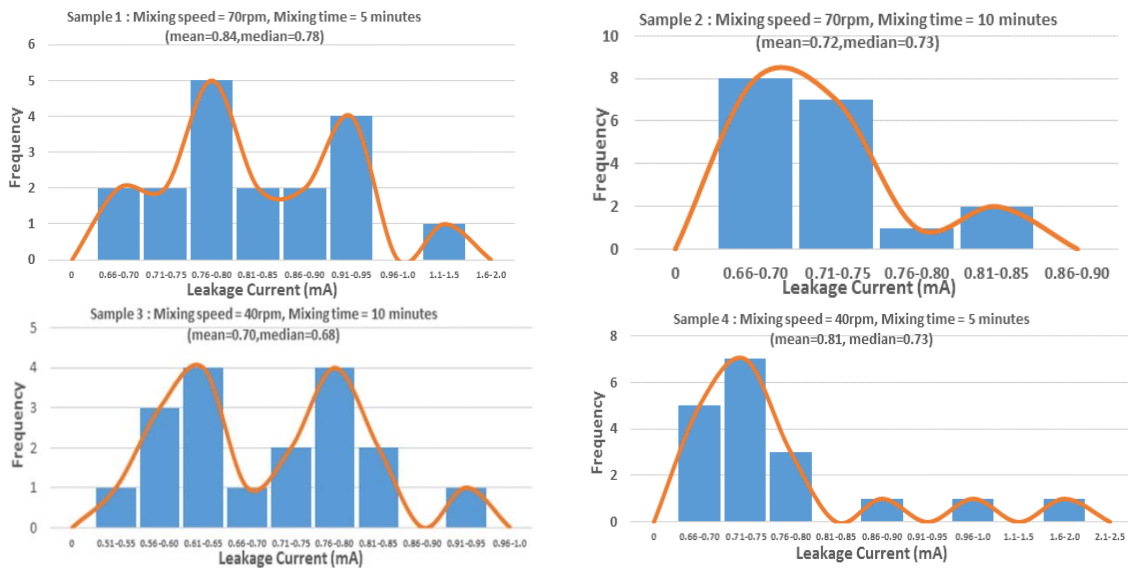 Sample 1 : Mixing speed = 70rpm, Mixing time = 5 minutes
(mean=0.84,median=0.78)
Frequency
6
5
4
3
2
1
0
0 0.66-0.70 0.71-0.75 0.76-0.80 0.81-0.85 0.86-0.90 0.91-0.95 0.96-1.0 1.1-1.5 1.6-2.0
Leakage Current (mA)
Sample 2 : Mixing speed = 70rpm, Mixing time = 10 minutes
(mean=0.72,median=0.73)
Frequency
10
8
6
4
2
0
0 0.66-0.70 0.71-0.75 0.76-0.80 0.81-0.85 0.86-0.90
Leakage Current (mA)
Sample 3 : Mixing speed = 40rpm, Mixing time = 10 minutes
(mean=0.70,median=0.68)
Frequency
5
4
3
2
1
0
0 0.51-0.55 0.56-0.60 0.61-0.65 0.66-0.70 0.71-0.75 0.76-0.80 0.81-0.85 0.86-0.90 0.91-0.95 0.96-1.0
Leakage Current (mA)
Sample 4 : Mixing speed = 40rpm, Mixing time = 5 minutes
(mean=0.81, median=0.73)
Frequency
8
6
4
2
0
0 0.66-0.70 0.71-0.75 0.76-0.80 0.81-0.85 0.86-0.90 0.91-0.95 0.96-1.0 1.1-1.5 1.6-2.0 2.1-2.5
Leakage Current (mA)